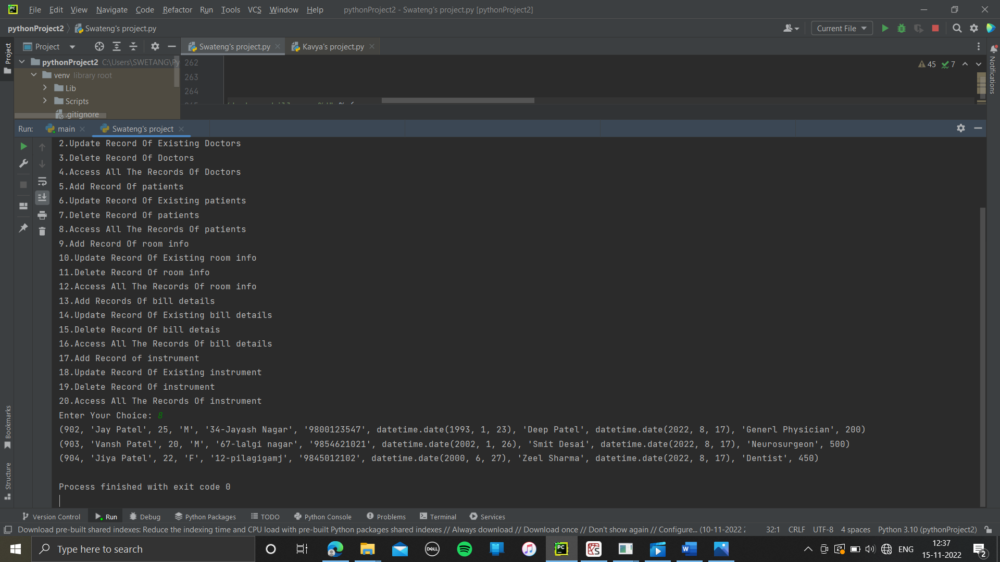 File Edit View Navigate Code Refactor Run Tools VCS Window Help pythonProject2 - Swateng's project.py [pythonProject2]
pythonProject2 Swateng's project.py Current File
Project Swateng's project.py Kavya's project.py
Project
pythonProject2 C:\Users\SWETANG\Py
venv library root
Lib
Scripts
.gitignore
262
263
264
45 7
Notifications
Run: main Swateng's project
2.Update Record Of Existing Doctors
3.Delete Record Of Doctors
4.Access All The Records Of Doctors
5.Add Record Of patients
6.Update Record Of Existing patients
7.Delete Record Of patients
8.Access All The Records Of patients
9.Add Record Of room info
10.Update Record Of Existing room info
11.Delete Record Of room info
12.Access All The Records Of room info
13.Add Records Of bill details
14.Update Record Of Existing bill details
15.Delete Record Of bill detais
16.Access All The Records Of bill details
17.Add Record of instrument
18.Update Record Of Existing instrument
19.Delete Record Of instrument
20.Access All The Records Of instrument
Enter Your Choice: 8
(902, 'Jay Patel', 25, 'M', '34-Jayash Nagar', '9800123547', datetime.date(1993, 1, 23), 'Deep Patel', datetime.date(2022, 8, 17), 'Generl Physician', 200)
(903, 'Vansh Patel', 20, 'M', '67-lalgi nagar', '9854621021', datetime.date(2002, 1, 26), 'Smit Desai', datetime.date(2022, 8, 17), 'Neurosurgeon', 500)
(904, 'Jiya Patel', 22, 'F', '12-pilagigamj', '9845012102', datetime.date(2000, 6, 27), 'Zeel Sharma', datetime.date(2022, 8, 17), 'Dentist', 450)
Process finished with exit code 0
Bookmarks
Structure
Version Control Run Debug Python Packages TODO Python Console Problems Terminal Services
Download pre-built shared indexes: Reduce the indexing time and CPU load with pre-built Python packages shared indexes // Always download // Download once // Don't show again // Configure... (10-11-2022 32:1 CRLF UTF-8 4 spaces Python 3.10 (pythonProject2)
Type here to search DELL PC W ENG 12:37
15-11-2022 2